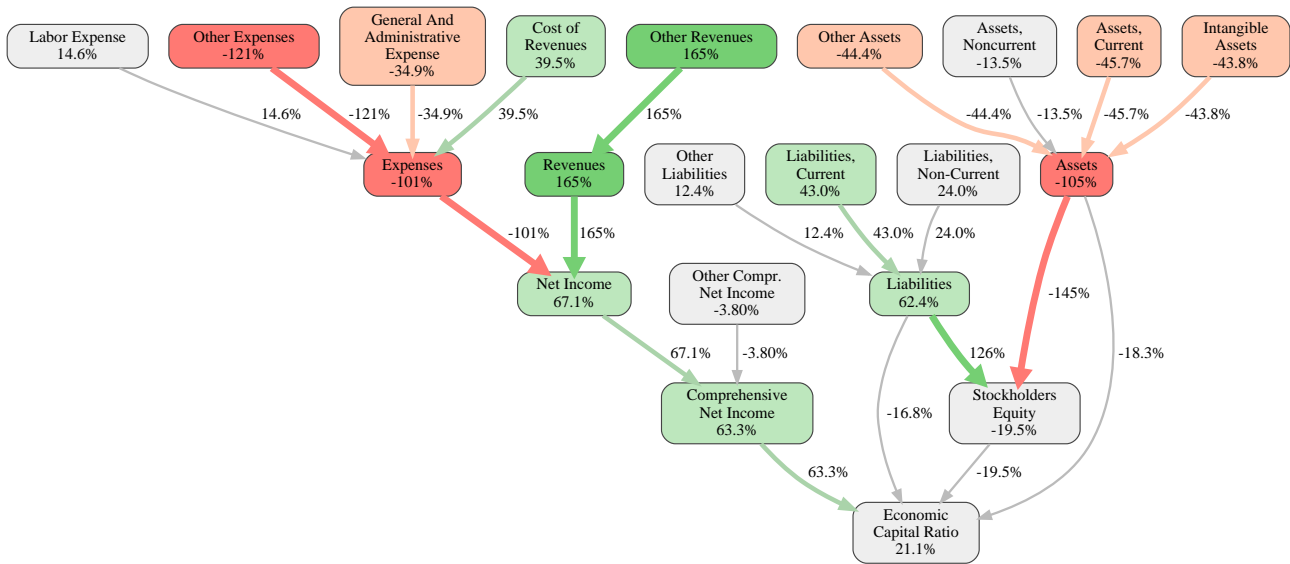 Labor Expense
14.6%
Other Expenses
-121%
General And
Administrative
Expense
-34.9%
Cost of
Revenues
39.5%
Other Revenues
165%
Other Assets
-44.4%
Assets,
Noncurrent
-13.5%
Assets,
Current
-45.7%
Intangible
Assets
-43.8%
14.6%
-121%
-34.9%
39.5%
165%
-44.4%
-13.5%
-45.7%
-43.8%
Expenses
-101%
Revenues
165%
Other
Liabilities
12.4%
Liabilities,
Current
43.0%
Liabilities,
Non-Current
24.0%
Assets
-105%
-101%
165%
12.4%
43.0%
24.0%
Net Income
67.1%
Other Compr.
Net Income
-3.80%
Liabilities
62.4%
-145%
67.1%
-3.80%
126%
-18.3%
Comprehensive
Net Income
63.3%
-16.8%
Stockholders
Equity
-19.5%
63.3%
-19.5%
Economic
Capital Ratio
21.1%